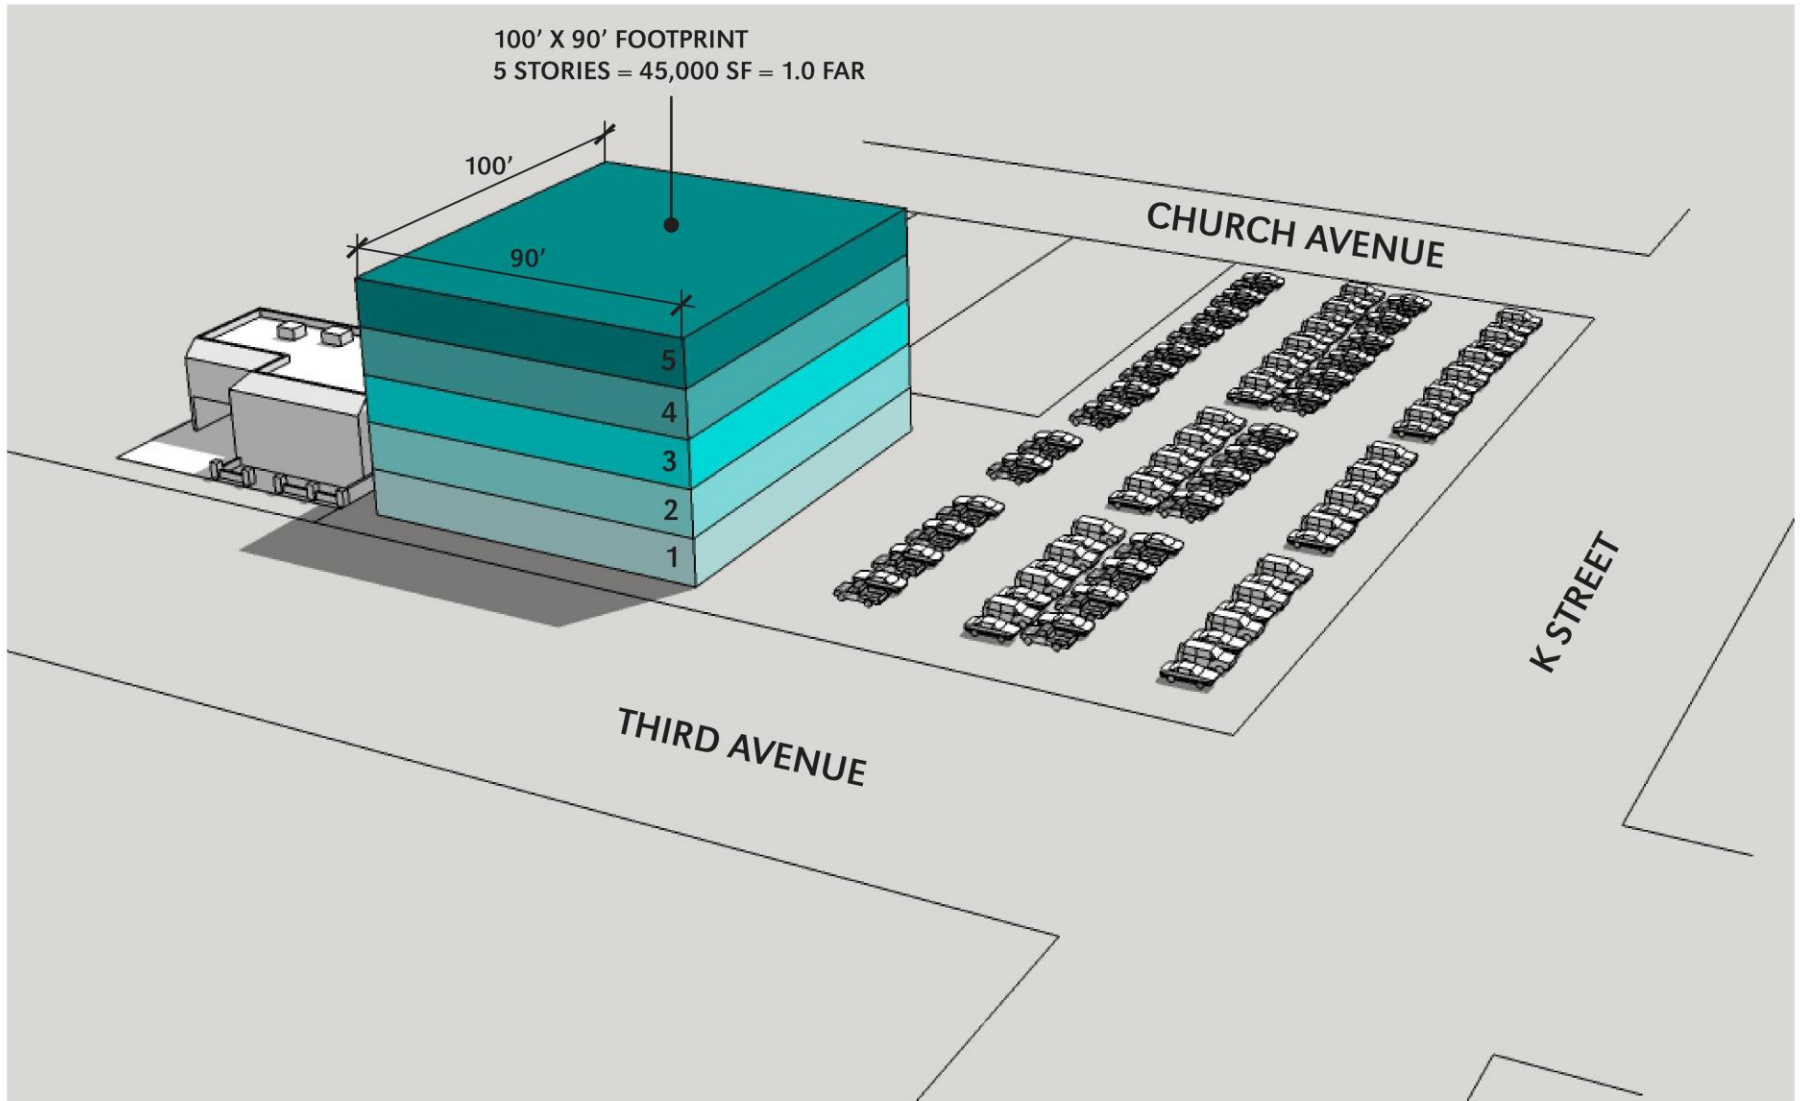 100’ X 90’ FOOTPRINT
5 STORIES = 45,000 SF = 1.0 FAR
100’
90’
CHURCH AVENUE
5
4
3
2
1
K STREET
THIRD AVENUE